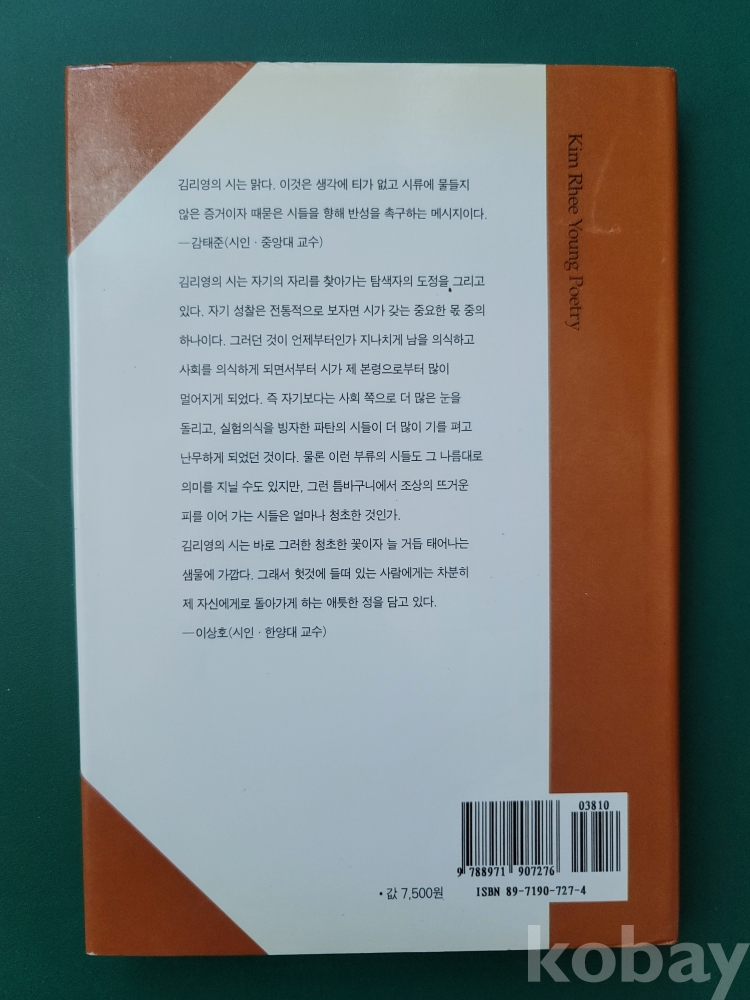 김리영의 시는 맑다. 이것은 생각에 티가 없고 시류에 물들지
않은 증거이자 때묻은 시들을 향해 반성을 촉구하는 메시지이다.
―감태준(시인·중앙대 교수)
김리영의 시는 자기의 자리를 찾아가는 탐색자의 도정을 그리고
있다. 자기 성찰은 전통적으로 보자면 시가 갖는 중요한 몫 중의
하나이다. 그러던 것이 언제부터인가 지나치게 남을 의식하고
사회를 의식하게 되면서부터 시가 제 본령으로부터 많이
멀어지게 되었다. 즉 자기보다는 사회 쪽으로 더 많은 눈을
돌리고, 실험의식을 빙자한 파탄의 시들이 더 많이 기를 펴고
난무하게 되었던 것이다. 물론 이런 부류의 시들도 그 나름대로
의미를 지닐 수도 있지만, 그런 틈바구니에서 조상의 뜨거운
피를 이어 가는 시들은 얼마나 청초한 것인가.
김리영의 시는 바로 그러한 청초한 꽃이자 늘 거듭 태어나는
샘물에 가깝다. 그래서 헛것에 들떠 있는 사람에게는 차분히
제 자신에게로 돌아가게 하는 애틋한 정을 담고 있다.
―이상호(시인·한양대 교수)
Kim Rhee Young Poetry
03810
9 788971 907276
·값 7,500원
ISBN 89-7190-727-4
kobay